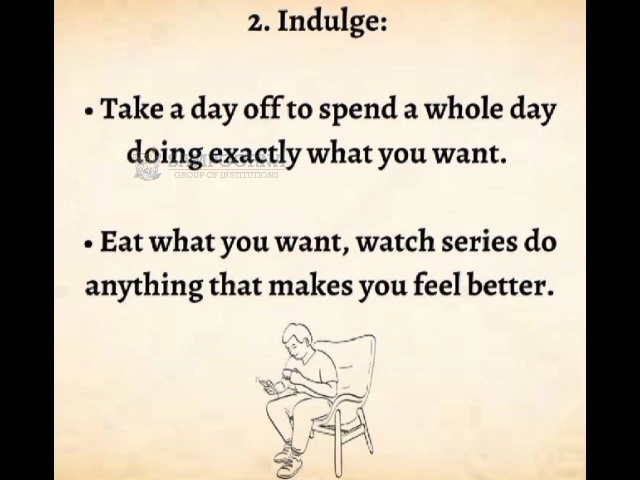 2. Indulge:
• Take a day off to spend a whole day
doing exactly what you want.
GROUP OF INSTITUTIONS
• Eat what you want, watch series do
anything that makes you feel better.